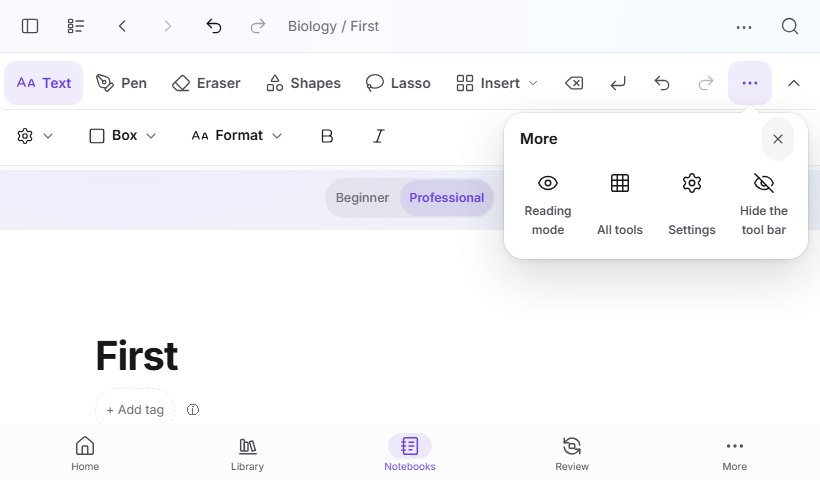 Biology / First
Text Pen Eraser Shapes Lasso Insert
Box Format B I
More
Reading mode
All tools
Settings
Hide the tool bar
Beginner Professional
First
+ Add tag
Home Library Notebooks Review More